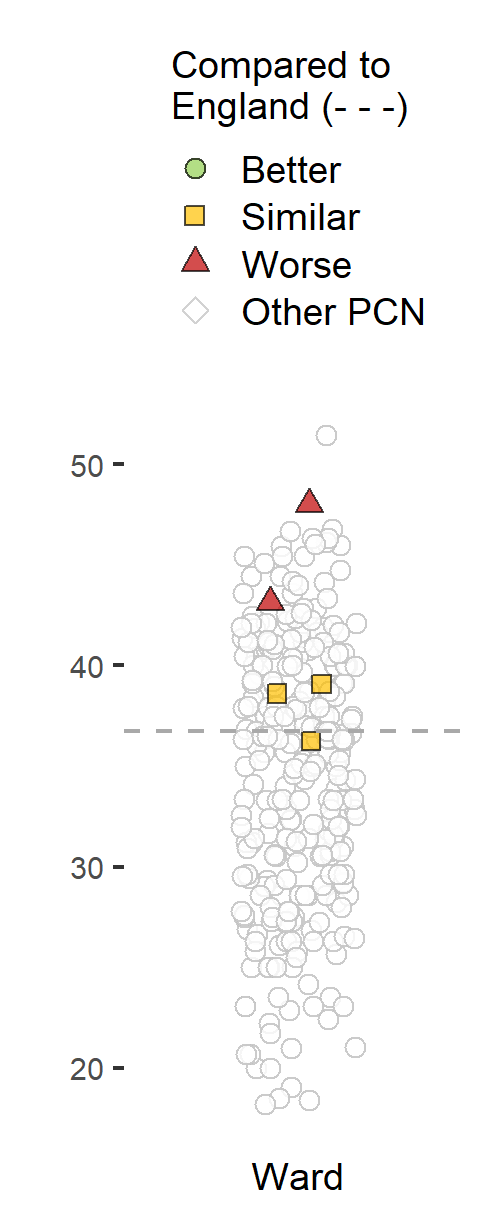 Compared to
England (- - -)
Better
Similar
Worse
Other PCN
50
40
30
20
Ward